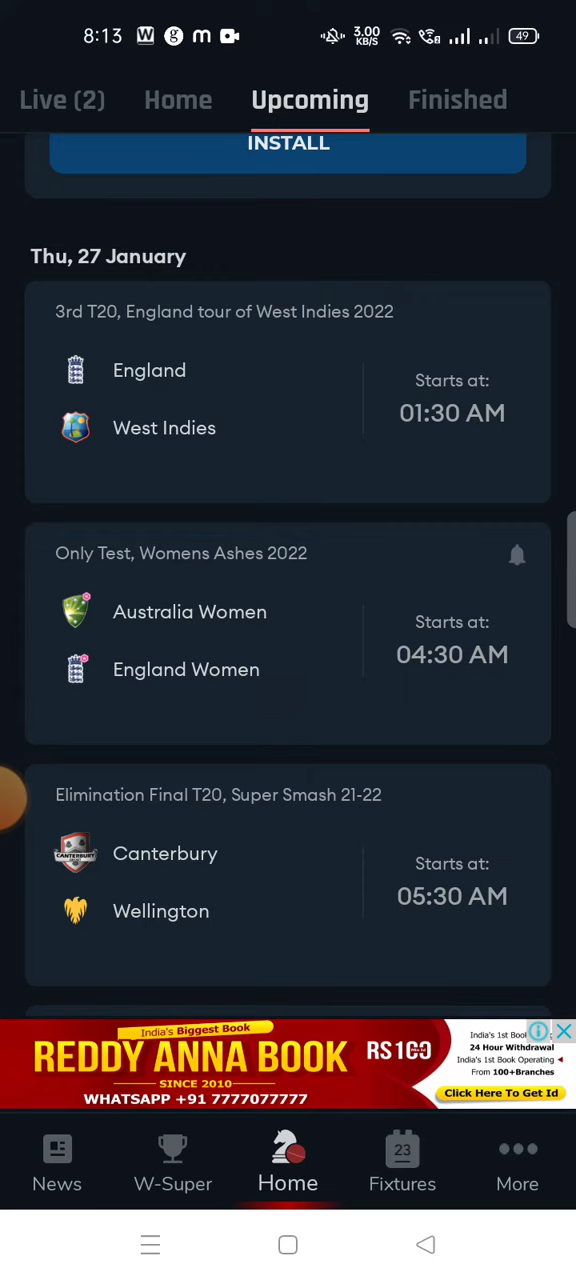 8:13 W g m 3.00 KB/S 49
Live (2) Home Upcoming Finished
INSTALL
Thu, 27 January
3rd T20, England tour of West Indies 2022
England
West Indies
Starts at:
01:30 AM
Only Test, Womens Ashes 2022
Australia Women
England Women
Starts at:
04:30 AM
Elimination Final T20, Super Smash 21-22
CANTERBURY
Canterbury
Wellington
Starts at:
05:30 AM
India's Biggest Book
REDDY ANNA BOOK
SINCE 2010
WHATSAPP +91 7777077777
RS100
India's 1st Book
24 Hour Withdrawal
India's 1st Book Operating
From 100+Branches
Click Here To Get Id
23
News W-Super Home Fixtures More